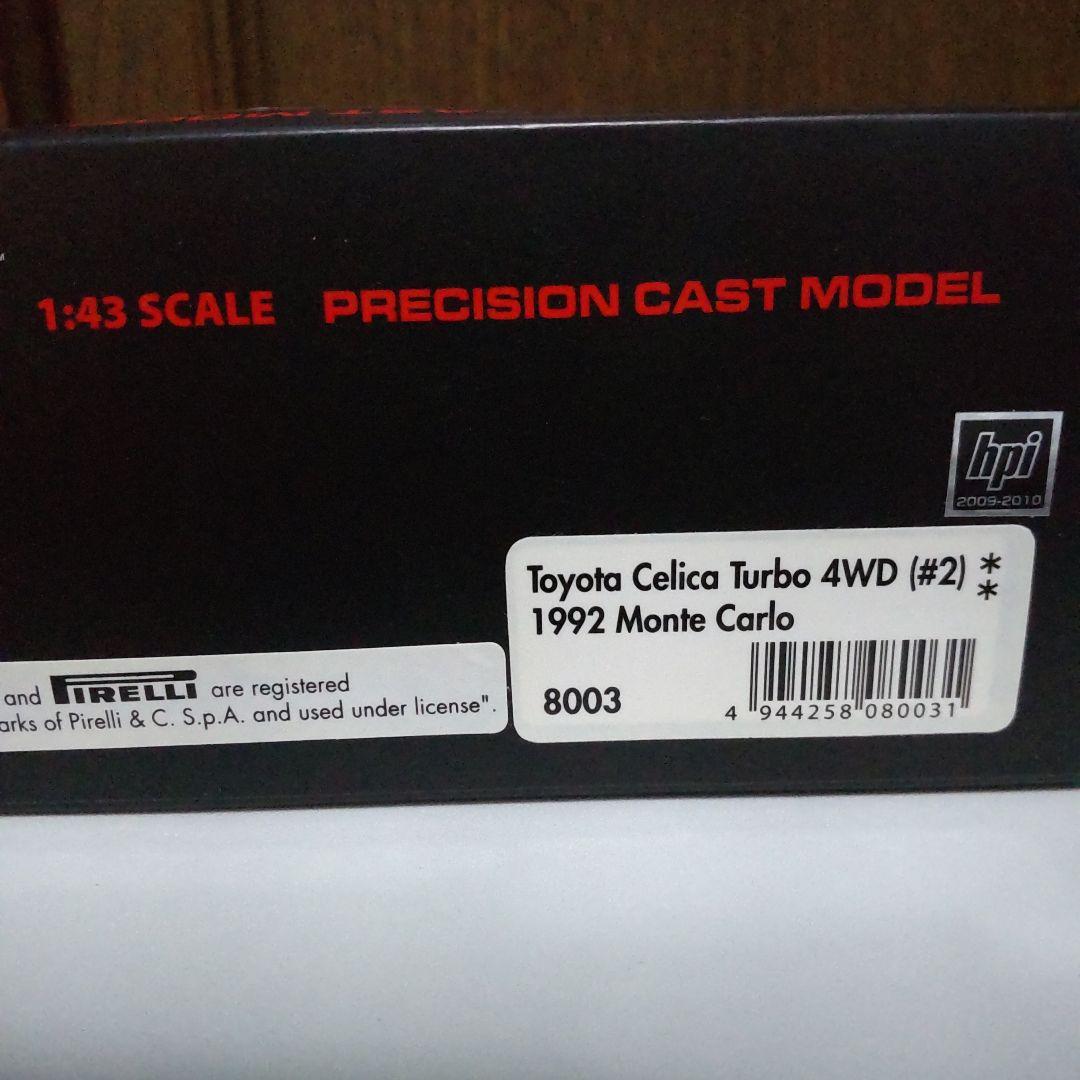 1:43 SCALE PRECISION CAST MODEL
hpi
2009-2010
Toyota Celica Turbo 4WD (#2) **
1992 Monte Carlo
8003
4 944258 080031
and PIRELLI are registered
arks of Pirelli & C. S.p.A. and used under license".